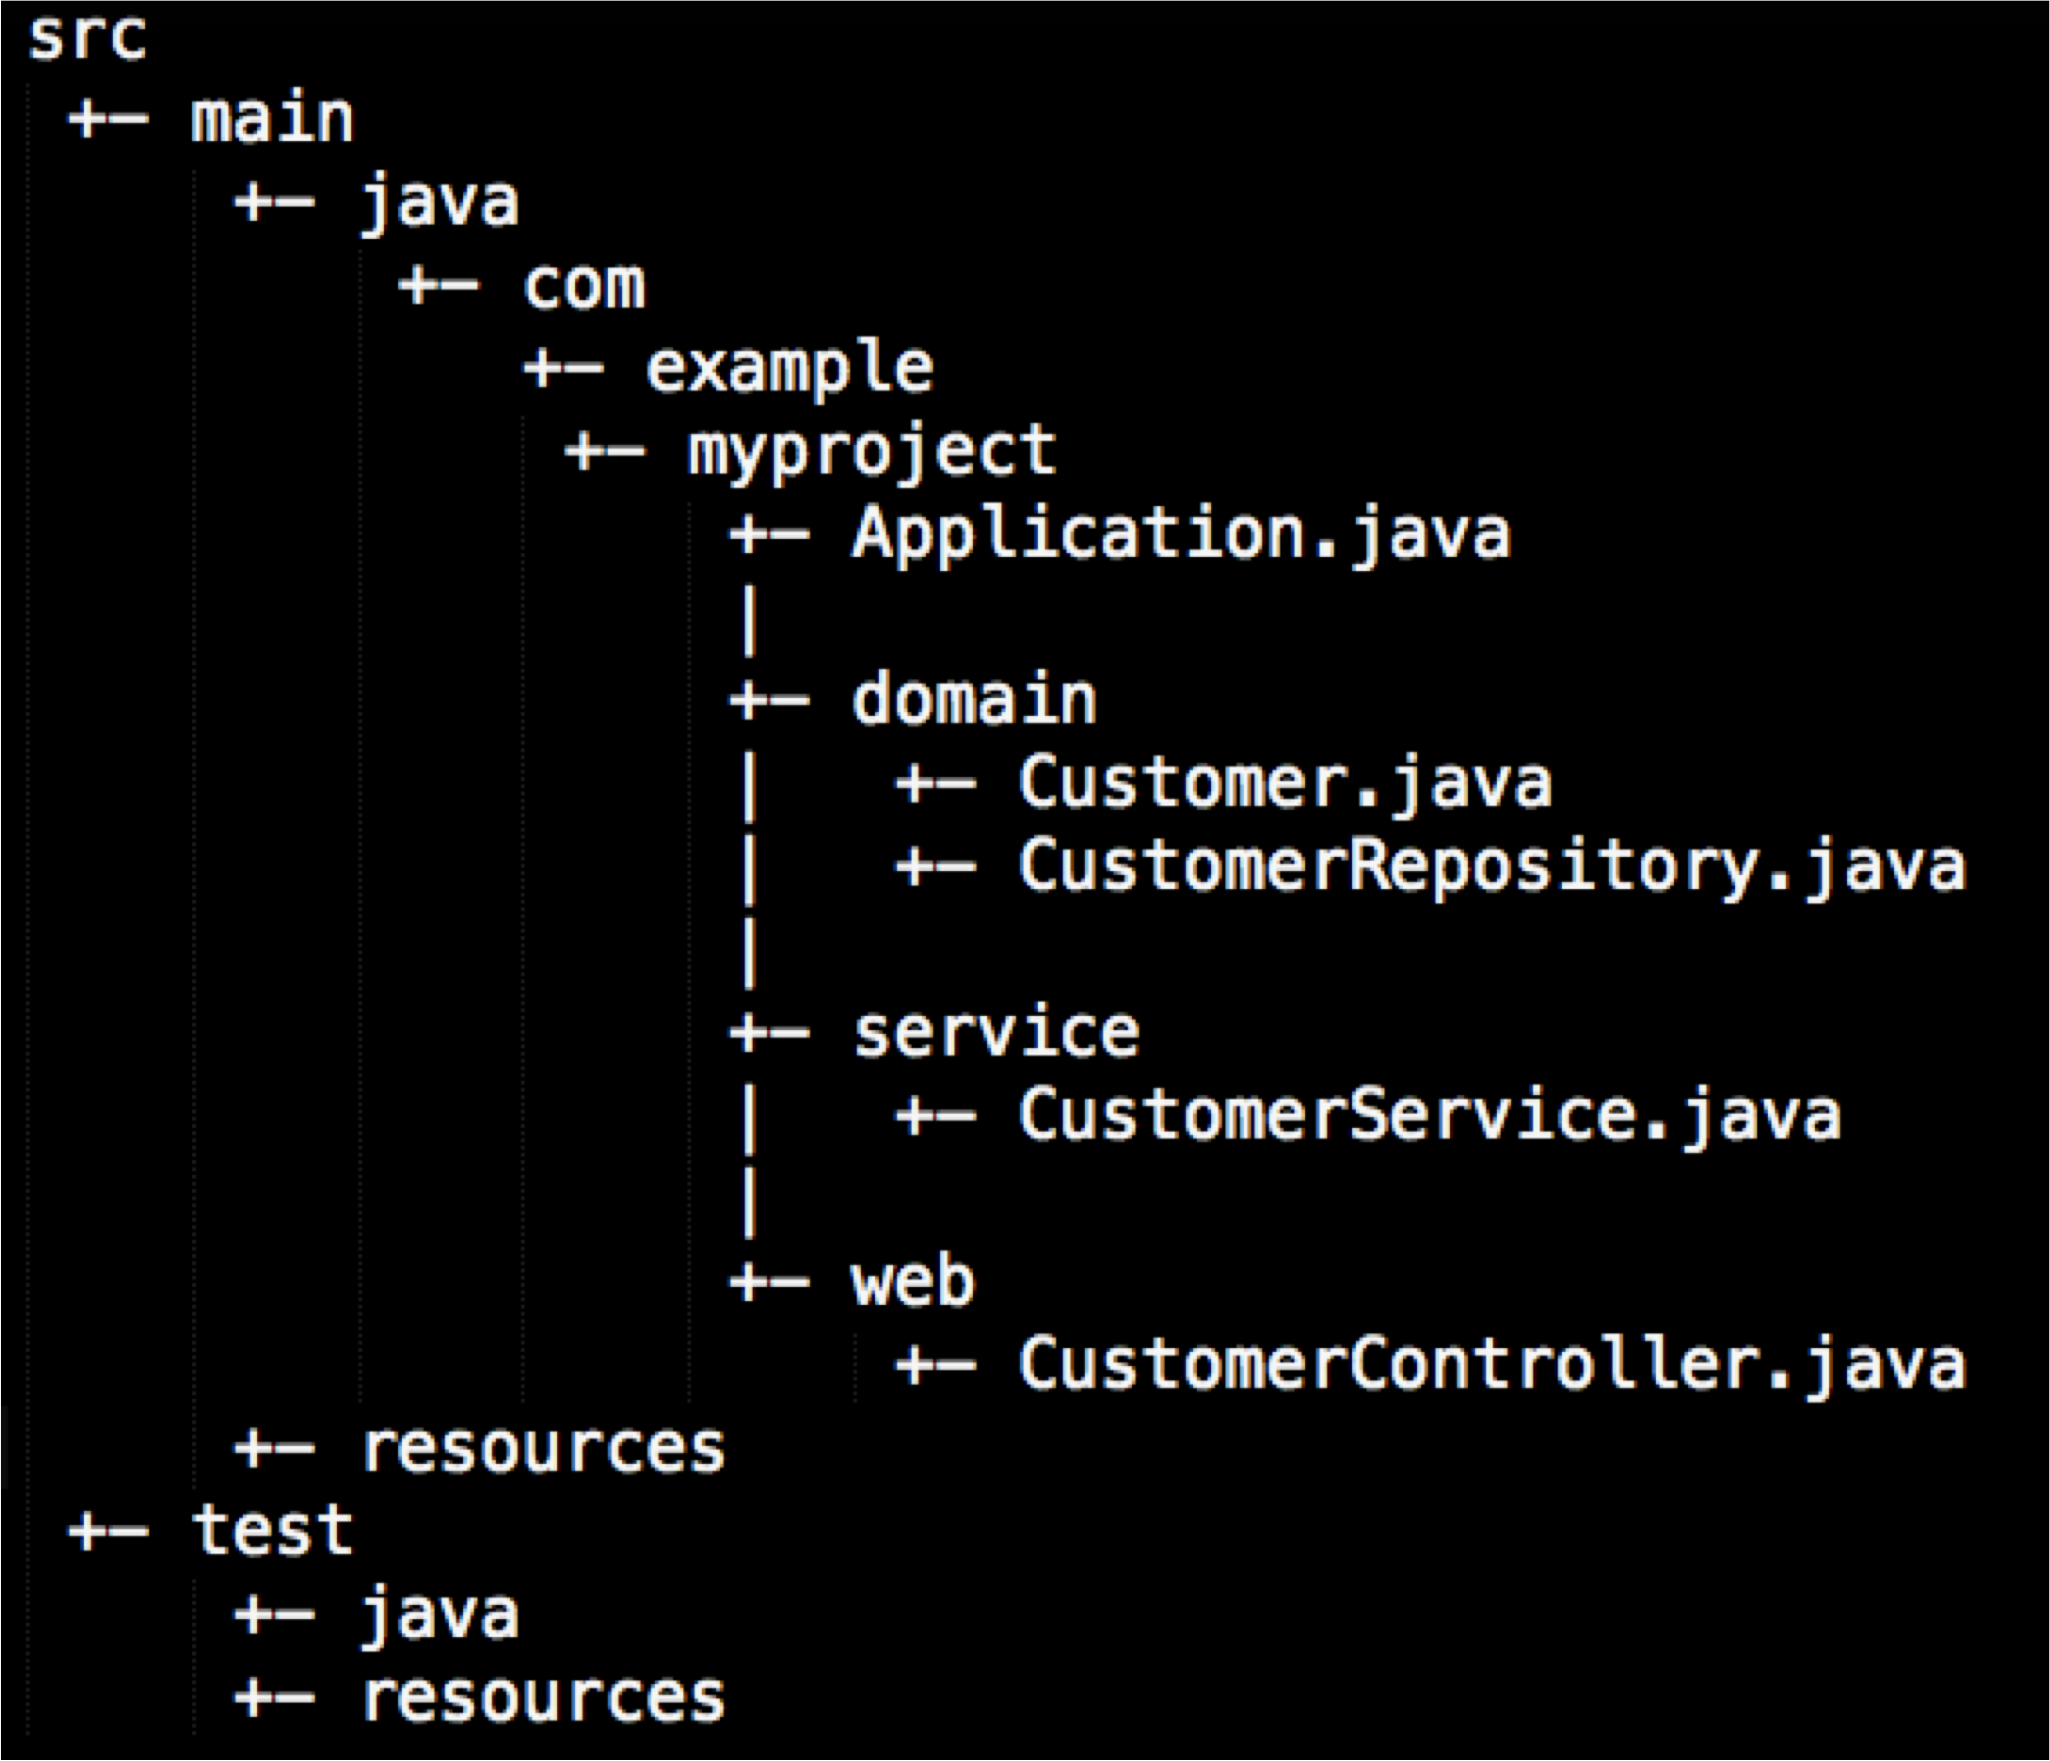 src
 +- main
     +- java
         +- com
            +- example
             +- myproject
                 +- Application.java
                 |
                 +- domain
                 |   +- Customer.java
                 |   +- CustomerRepository.java
                 |
                 +- service
                 |   +- CustomerService.java
                 |
                 +- web
                     +- CustomerController.java
     +- resources
 +- test
     +- java
     +- resources